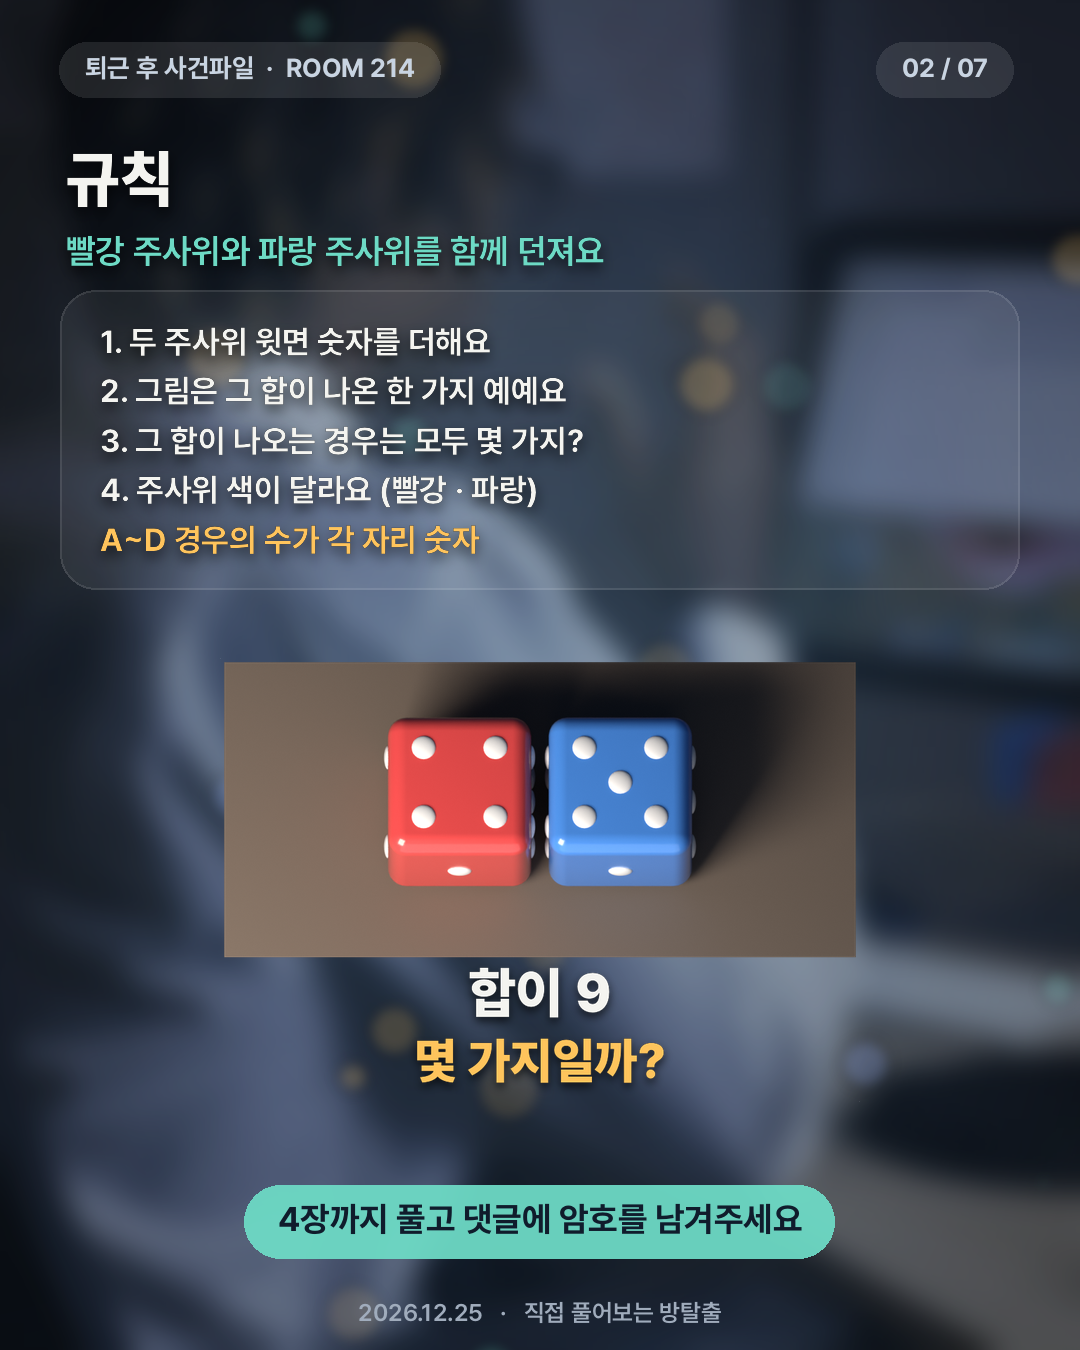 퇴근 후 사건파일 · ROOM 214
02 / 07
규칙
빨강 주사위와 파랑 주사위를 함께 던져요
1. 두 주사위 윗면 숫자를 더해요
2. 그림은 그 합이 나온 한 가지 예예요
3. 그 합이 나오는 경우는 모두 몇 가지?
4. 주사위 색이 달라요 (빨강 · 파랑)
A~D 경우의 수가 각 자리 숫자
합이 9
몇 가지일까?
4장까지 풀고 댓글에 암호를 남겨주세요
2026.12.25 · 직접 풀어보는 방탈출